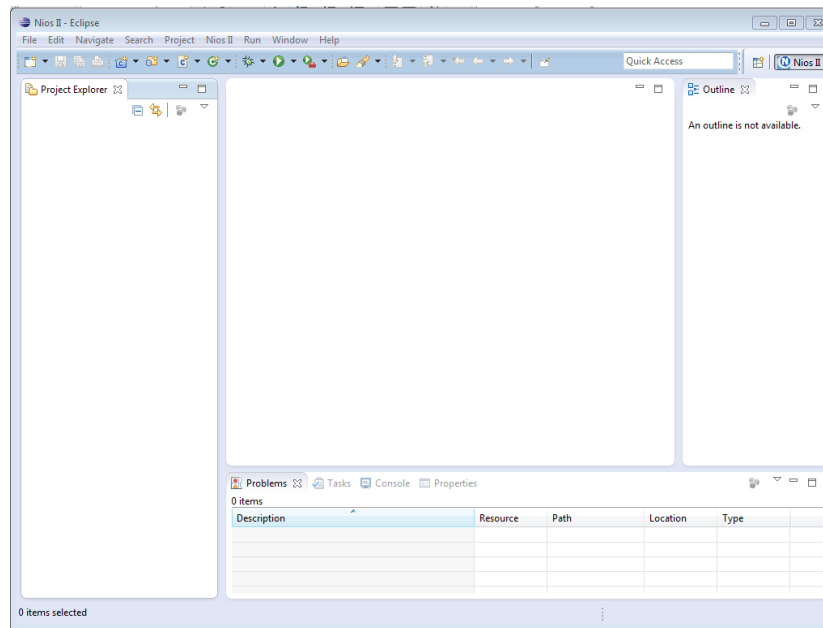 Nios II - Eclipse
File Edit Navigate Search Project Nios II Run Window Help
Quick Access
Nios II
Project Explorer
Outline
An outline is not available.
Problems Tasks Console Properties
0 items
Description Resource Path Location Type
0 items selected